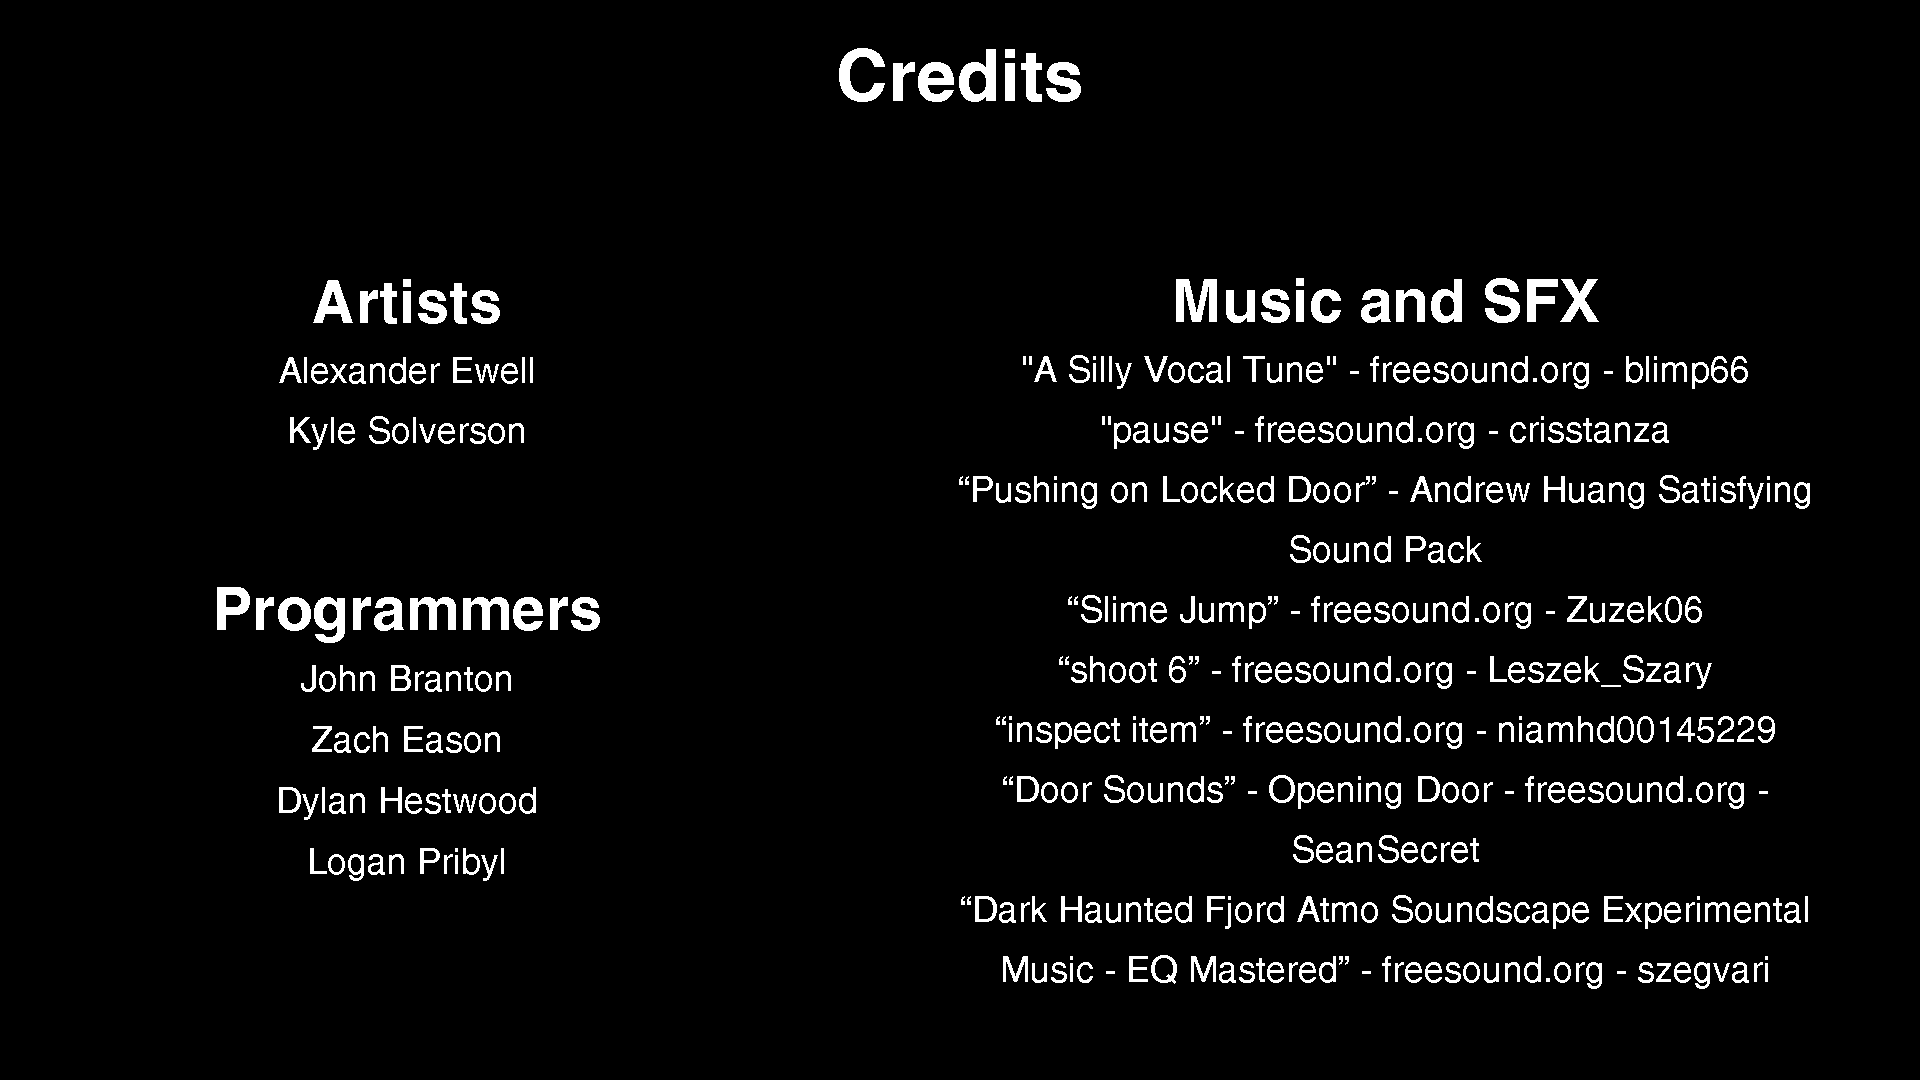 Credits
Artists
Alexander Ewell
Kyle Solverson
Programmers
John Branton
Zach Eason
Dylan Hestwood
Logan Pribyl
Music and SFX
"A Silly Vocal Tune" - freesound.org - blimp66
"pause" - freesound.org - crisstanza
“Pushing on Locked Door” - Andrew Huang Satisfying
Sound Pack
“Slime Jump” - freesound.org - Zuzek06
“shoot 6” - freesound.org - Leszek_Szary
“inspect item” - freesound.org - niamhd00145229
“Door Sounds” - Opening Door - freesound.org -
SeanSecret
“Dark Haunted Fjord Atmo Soundscape Experimental
Music - EQ Mastered” - freesound.org - szegvari